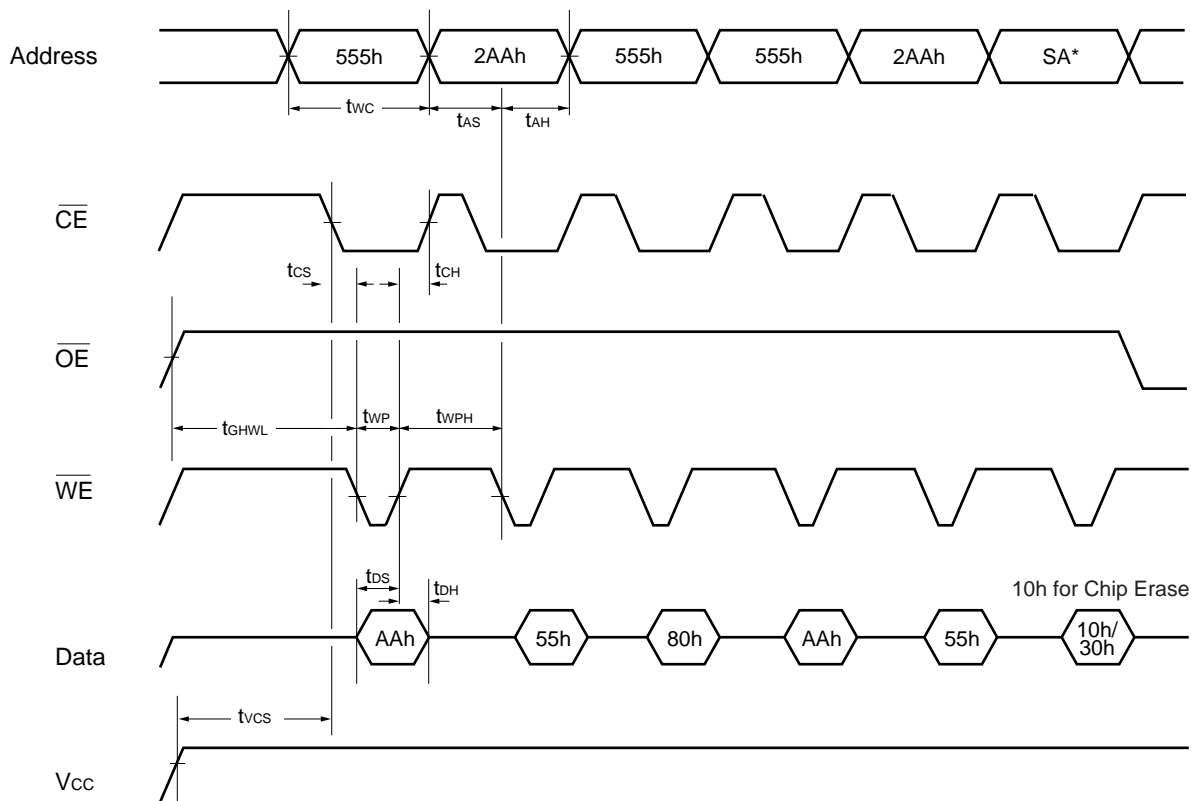 Address
555h
2AAh
555h
555h
2AAh
SA*
tWC
tAS
tAH
CE
tCS
tCH
OE
tGHWL
tWP
tWPH
WE
tDS
tDH
10h for Chip Erase
Data
AAh
55h
80h
AAh
55h
10h/
30h
tVCS
VCC